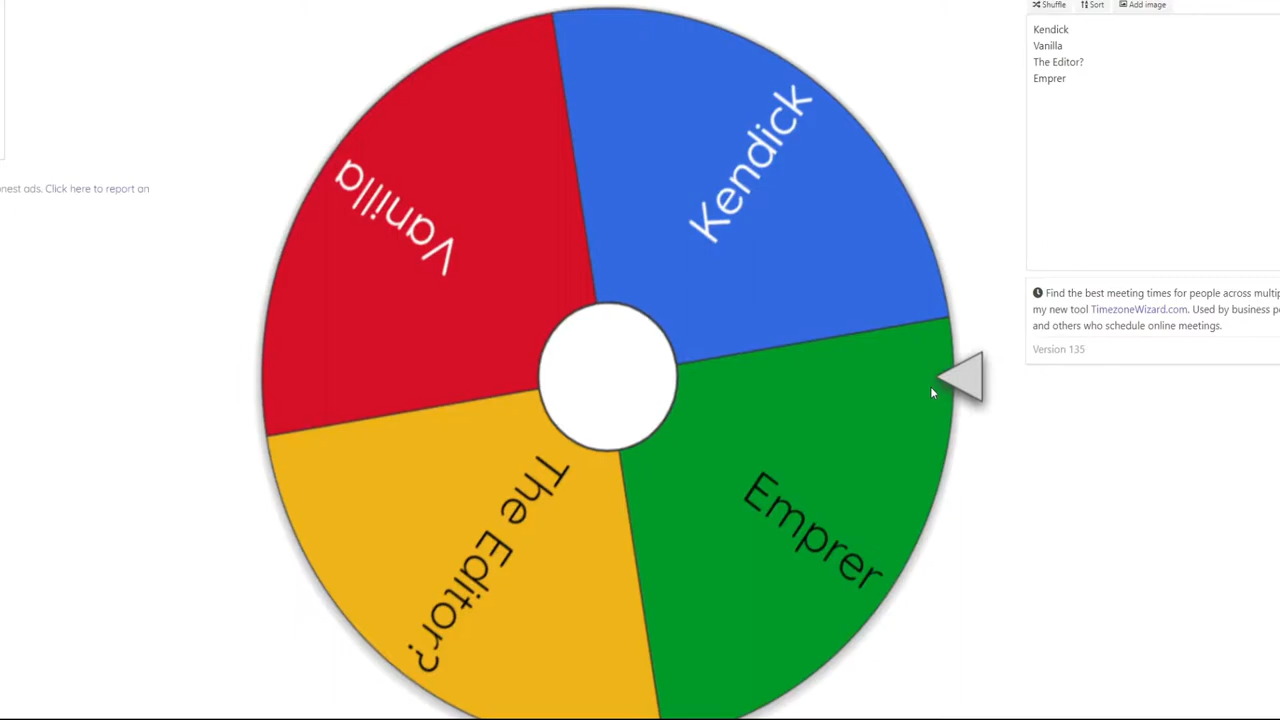 Shuffle
Sort
Add image
Kendick
Vanilla
The Editor?
Emprer
nest ads. Click here to report an
Kendick
Vanilla
The Editor?
Emprer
Find the best meeting times for people across multip
my new tool TimezoneWizard.com. Used by business pe
and others who schedule online meetings.
Version 135